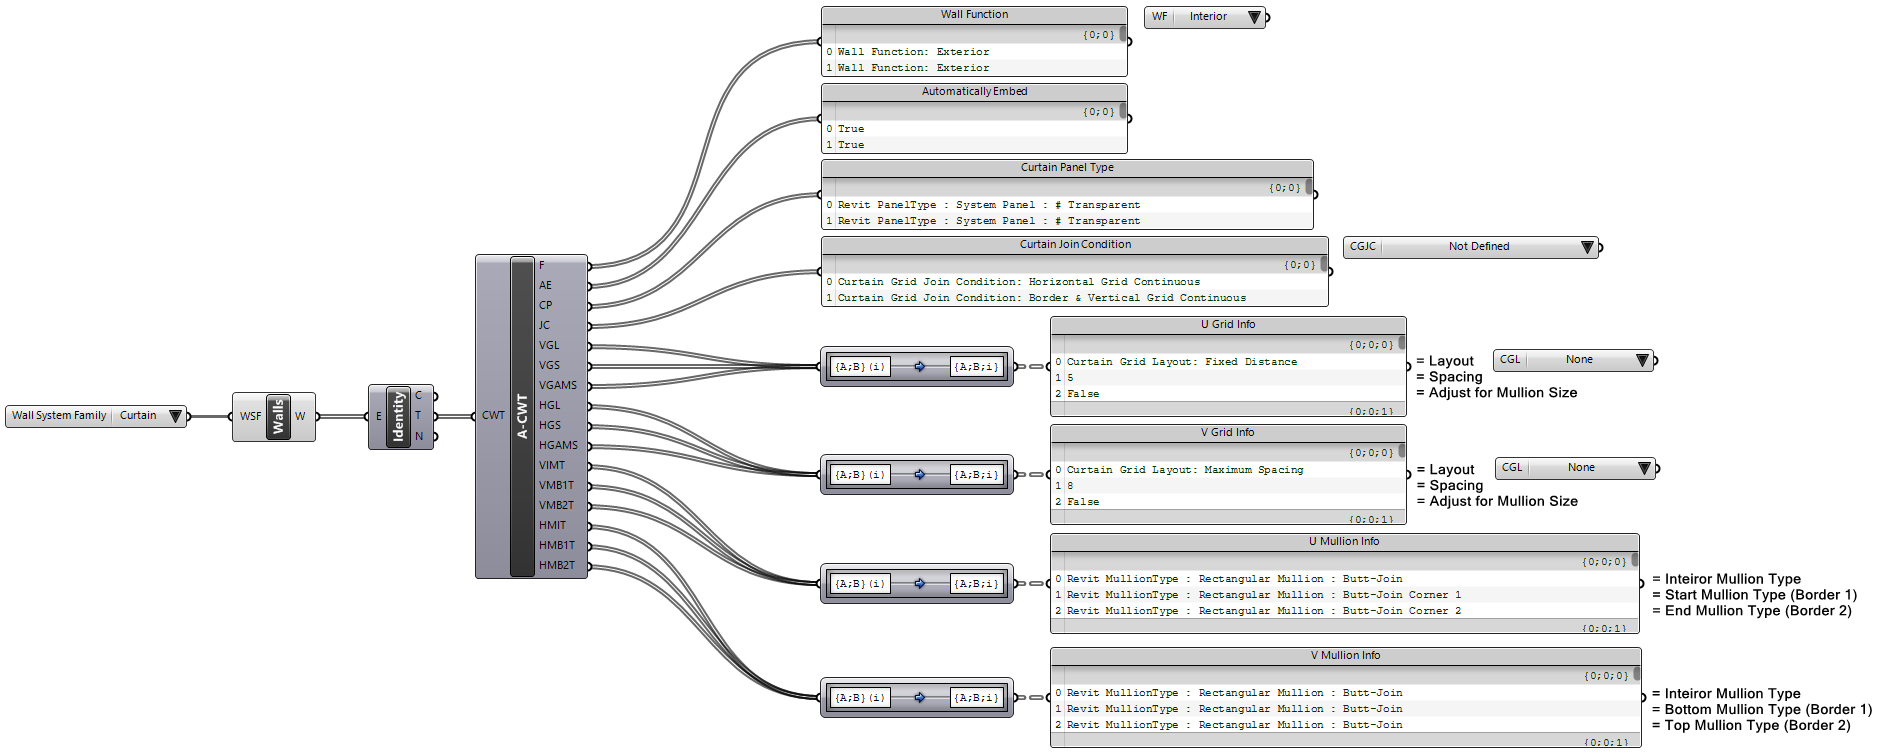 Wall Function
{0;0}
0 Wall Function: Exterior
1 Wall Function: Exterior
WF Interior
Automatically Embed
{0;0}
0 True
1 True
Curtain Panel Type
{0;0}
0 Revit PanelType : System Panel : # Transparent
1 Revit PanelType : System Panel : # Transparent
Curtain Join Condition
{0;0}
0 Curtain Grid Join Condition: Horizontal Grid Continuous
1 Curtain Grid Join Condition: Border & Vertical Grid Continuous
CGJC Not Defined
Wall System Family Curtain
WSF Walls W
E Identity C T N
CWT A-CWT
F
AE
CP
JC
VGL
VGS
VGAMS
HGL
HGS
HGAMS
VIMT
VMB1T
VMB2T
HMIT
HMB1T
HMB2T
{A;B}(i) {A;B;i}
U Grid Info
{0;0;0}
0 Curtain Grid Layout: Fixed Distance
1 5
2 False
{0;0;1}
= Layout
= Spacing
= Adjust for Mullion Size
CGL None
{A;B}(i) {A;B;i}
V Grid Info
{0;0;0}
0 Curtain Grid Layout: Maximum Spacing
1 8
2 False
{0;0;1}
= Layout
= Spacing
= Adjust for Mullion Size
CGL None
{A;B}(i) {A;B;i}
U Mullion Info
{0;0;0}
0 Revit MullionType : Rectangular Mullion : Butt-Join
1 Revit MullionType : Rectangular Mullion : Butt-Join Corner 1
2 Revit MullionType : Rectangular Mullion : Butt-Join Corner 2
{0;0;1}
= Inteiror Mullion Type
= Start Mullion Type (Border 1)
= End Mullion Type (Border 2)
{A;B}(i) {A;B;i}
V Mullion Info
{0;0;0}
0 Revit MullionType : Rectangular Mullion : Butt-Join
1 Revit MullionType : Rectangular Mullion : Butt-Join
2 Revit MullionType : Rectangular Mullion : Butt-Join
{0;0;1}
= Inteiror Mullion Type
= Bottom Mullion Type (Border 1)
= Top Mullion Type (Border 2)